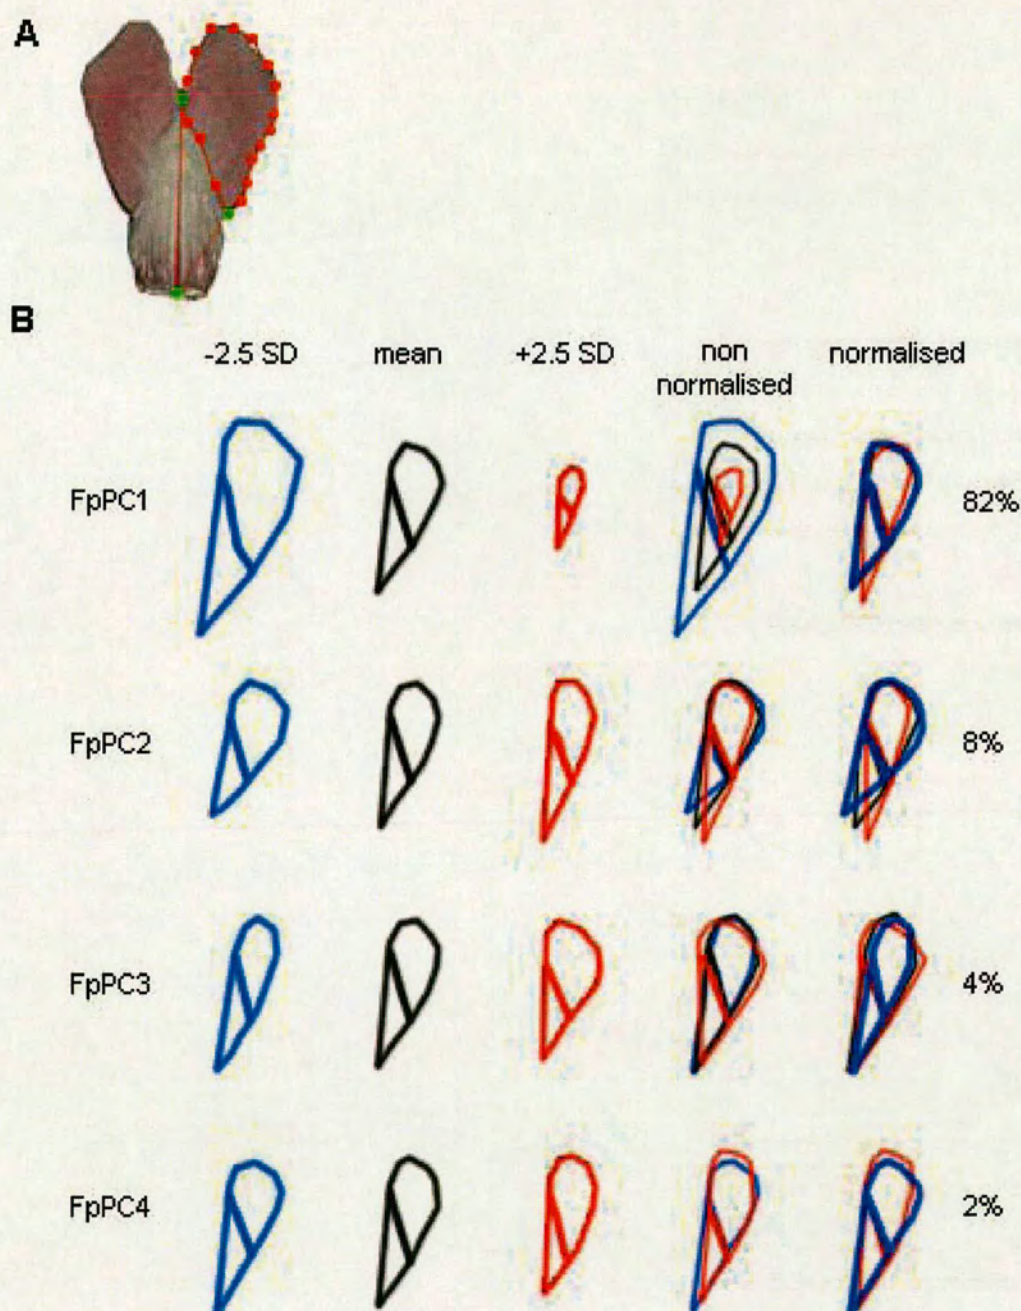 A
B
-2.5 SD mean +2.5 SD non normalised normalised
FpPC1 82%
FpPC2 8%
FpPC3 4%
FpPC4 2%